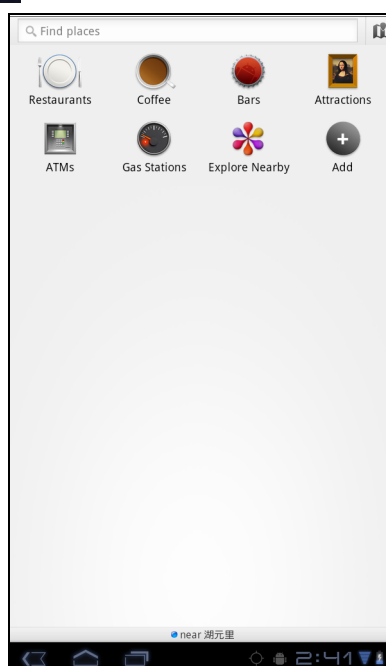 Find places
Restaurants Coffee Bars Attractions
ATMs Gas Stations Explore Nearby Add
near 湖元里
2:41